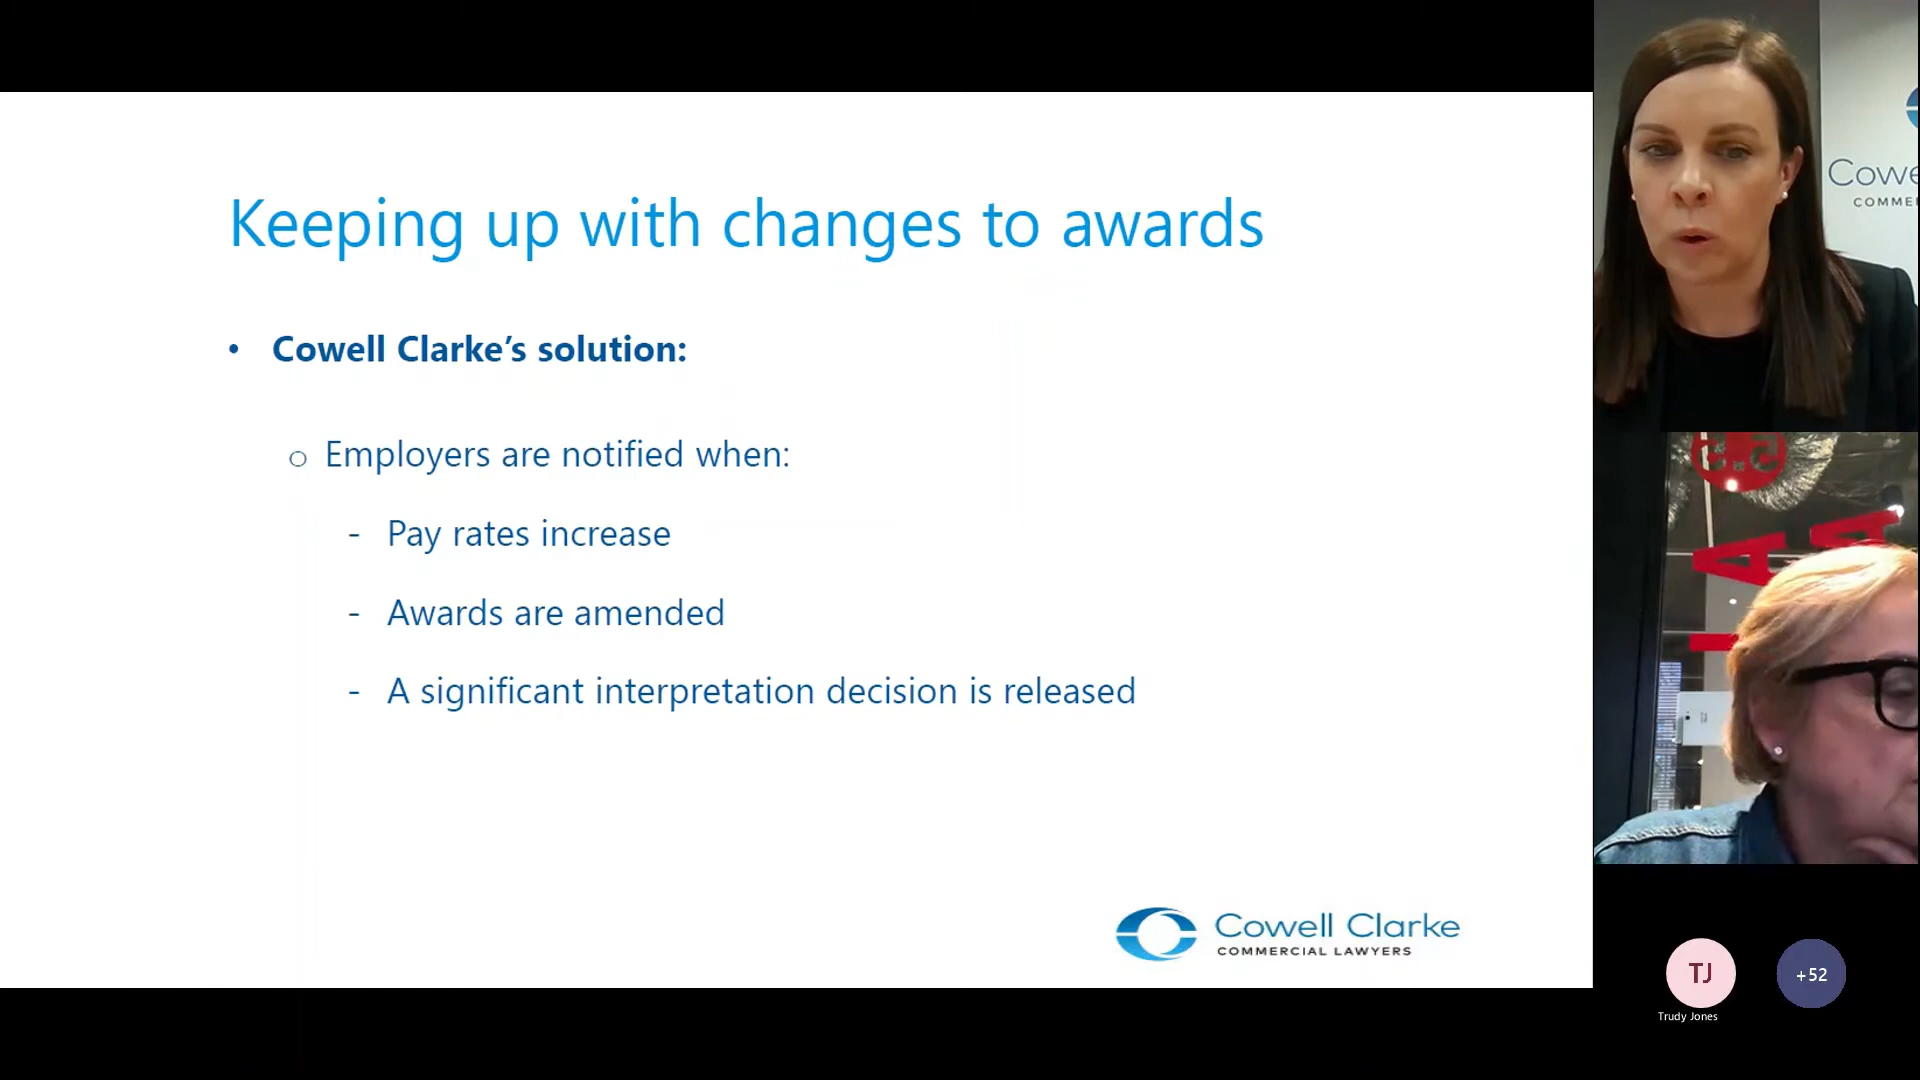 Keeping up with changes to awards
• Cowell Clarke’s solution:
o Employers are notified when:
- Pay rates increase
- Awards are amended
- A significant interpretation decision is released
Cowell Clarke
COMMERCIAL LAWYERS
TJ
+52
Trudy Jones